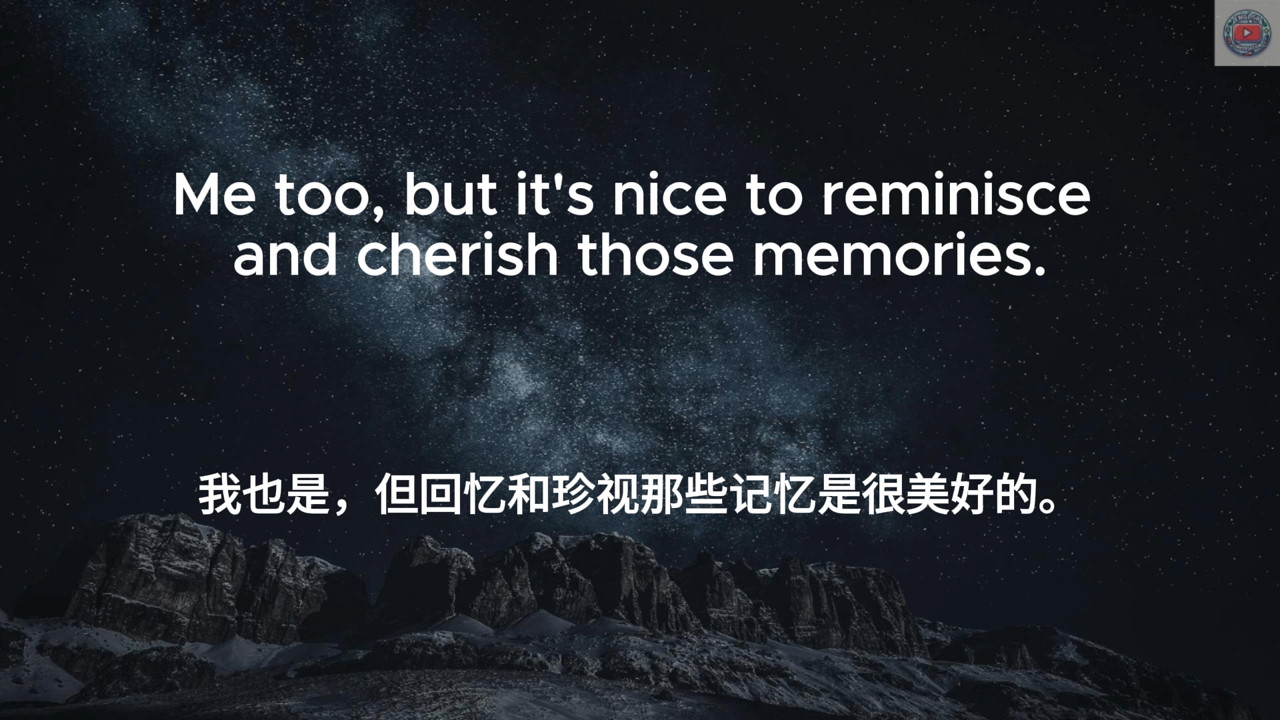 Me too, but it's nice to reminisce
and cherish those memories.
我也是，但回忆和珍视那些记忆是很美好的。